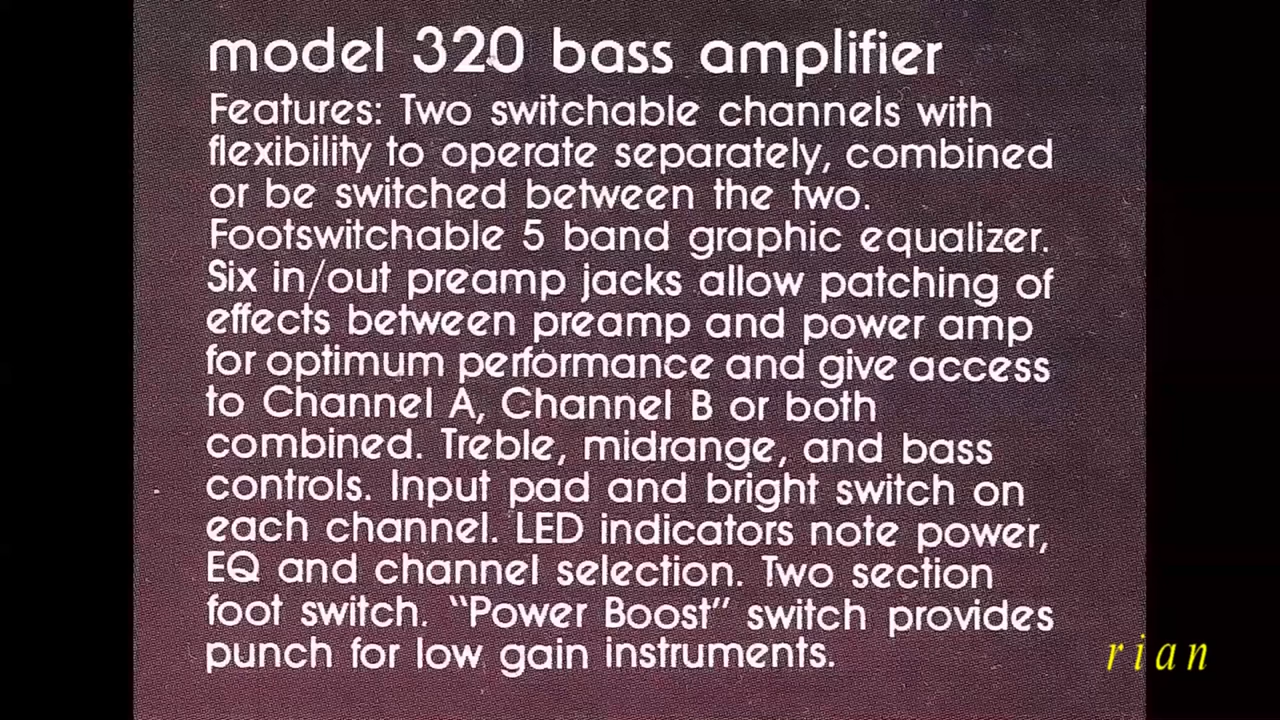 model 320 bass amplifier
Features: Two switchable channels with
flexibility to operate separately, combined
or be switched between the two.
Footswitchable 5 band graphic equalizer.
Six in/out preamp jacks allow patching of
effects between preamp and power amp
for optimum performance and give access
to Channel A, Channel B or both
combined. Treble, midrange, and bass
controls. Input pad and bright switch on
each channel. LED indicators note power,
EQ and channel selection. Two section
foot switch. “Power Boost” switch provides
punch for low gain instruments.
rian